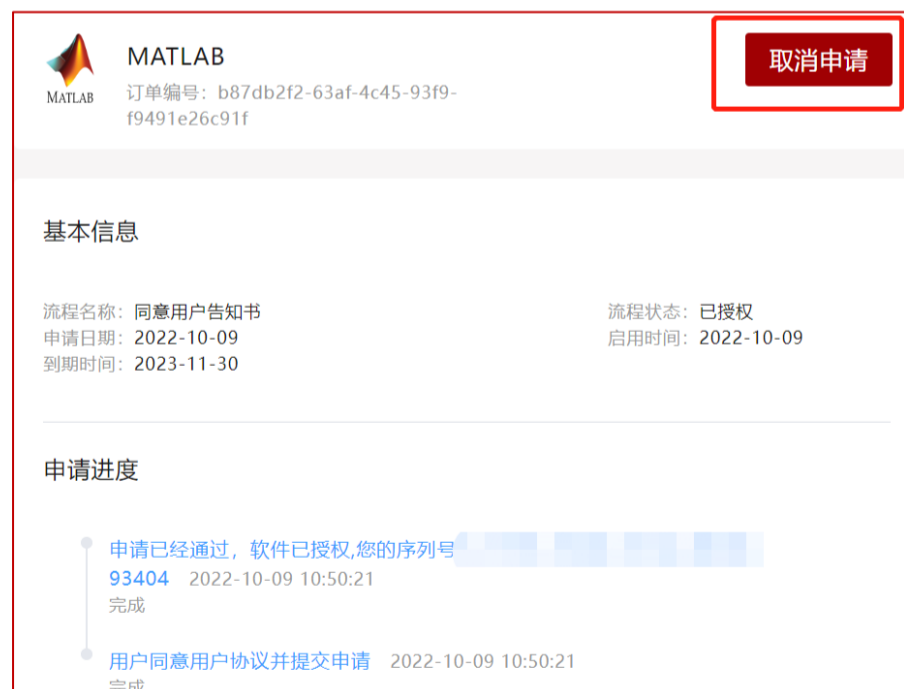 MATLAB
取消申请
MATLAB
订单编号：b87db2f2-63af-4c45-93f9-
f9491e26c91f
基本信息
流程名称：同意用户告知书
流程状态：已授权
申请日期：2022-10-09
启用时间：2022-10-09
到期时间：2023-11-30
申请进度
申请已经通过，软件已授权,您的序列号
93404 2022-10-09 10:50:21
完成
用户同意用户协议并提交申请 2022-10-09 10:50:21
完成